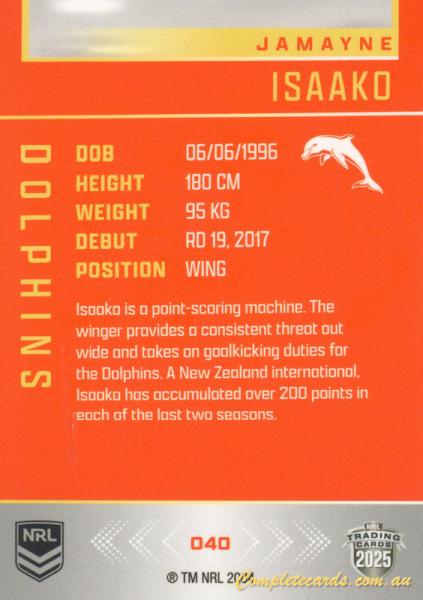 JAMAYNE
ISAAKO
DOLPHINS
DOB 06/06/1996
HEIGHT 180 CM
WEIGHT 95 KG
DEBUT RD 19, 2017
POSITION WING
Isaako is a point-scoring machine. The
winger provides a consistent threat out
wide and takes on goalkicking duties for
the Dolphins. A New Zealand international,
Isaako has accumulated over 200 points in
each of the last two seasons.
NRL
040
NRL
TRADING
CARDS
2025
® TM NRL
Completecards.com.au